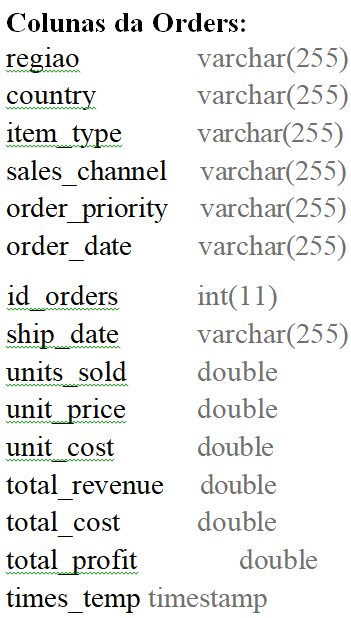 Colunas da Orders:
regiao varchar(255)
country varchar(255)
item_type varchar(255)
sales_channel varchar(255)
order_priority varchar(255)
order_date varchar(255)
id_orders int(11)
ship_date varchar(255)
units_sold double
unit_price double
unit_cost double
total_revenue double
total_cost double
total_profit double
times_temp timestamp